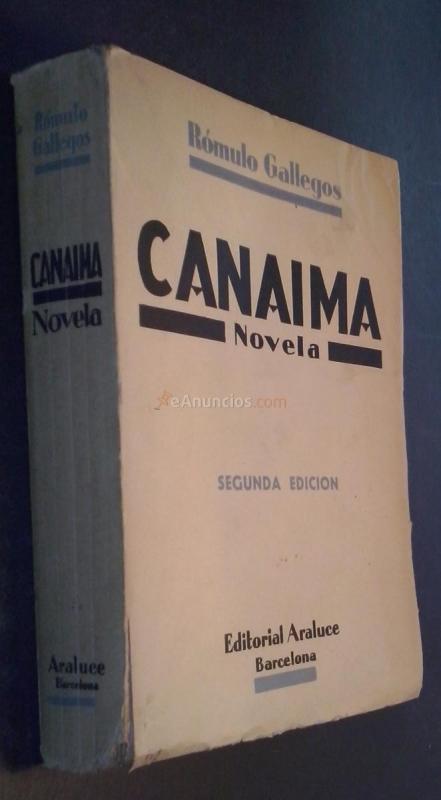 Rómulo
Gallegos
CANAIMA
Novela
Araluce
Barcelona
Rómulo Gallegos
CANAIMA
Novela
eAnuncios.com
SEGUNDA EDICION
Editorial Araluce
Barcelona